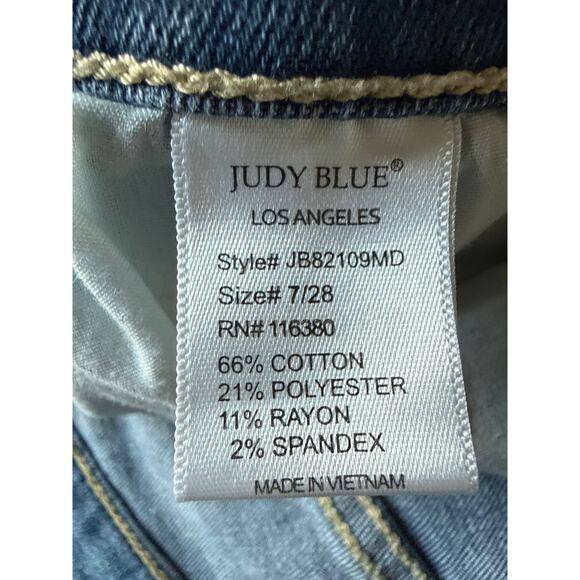 JUDY BLUE®
LOS ANGELES
Style# JB82109MD
Size# 7/28
RN# 116380
66% COTTON
21% POLYESTER
11% RAYON
2% SPANDEX
MADE IN VIETNAM